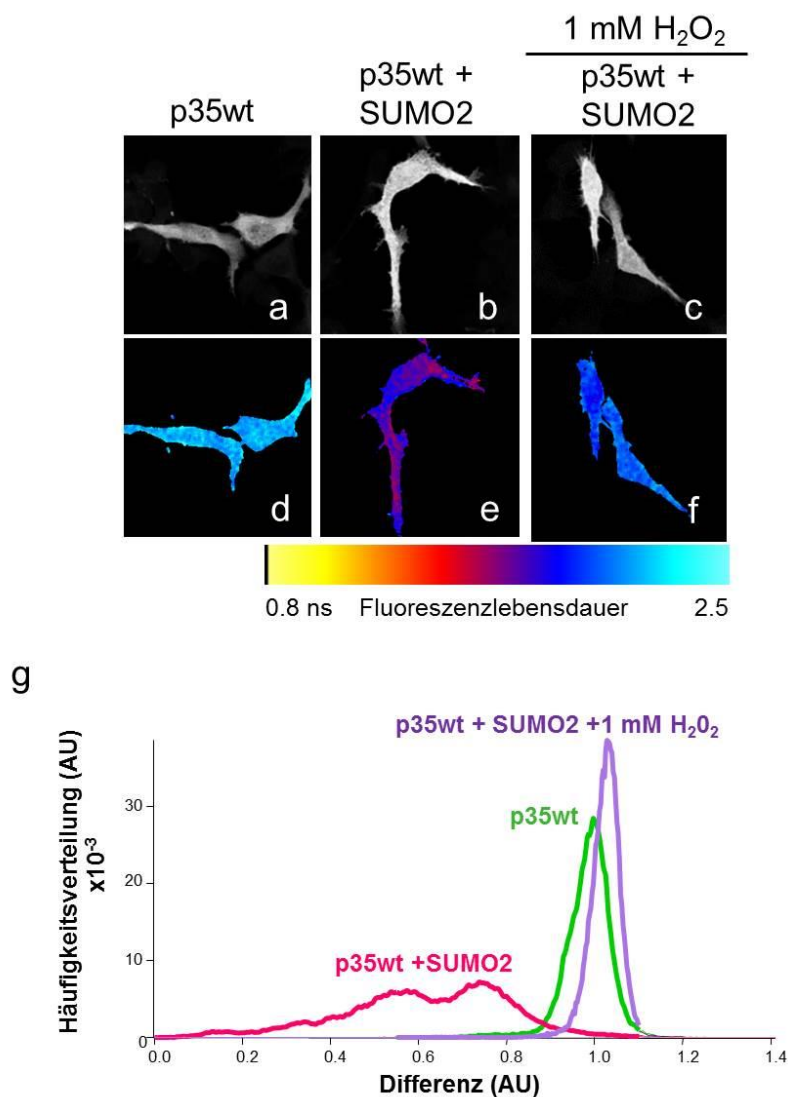 1 mM H₂O₂
p35wt
p35wt +
SUMO2
p35wt +
SUMO2
a
b
c
d
e
f
0.8 ns Fluoreszenzlebensdauer 2.5
g
p35wt + SUMO2 +1 mM H₂0₂
p35wt
p35wt +SUMO2
Häufigkeitsverteilung (AU)
x10⁻³
30
20
10
0
0.0 0.2 0.4 0.6 0.8 1.0 1.2 1.4
Differenz (AU)